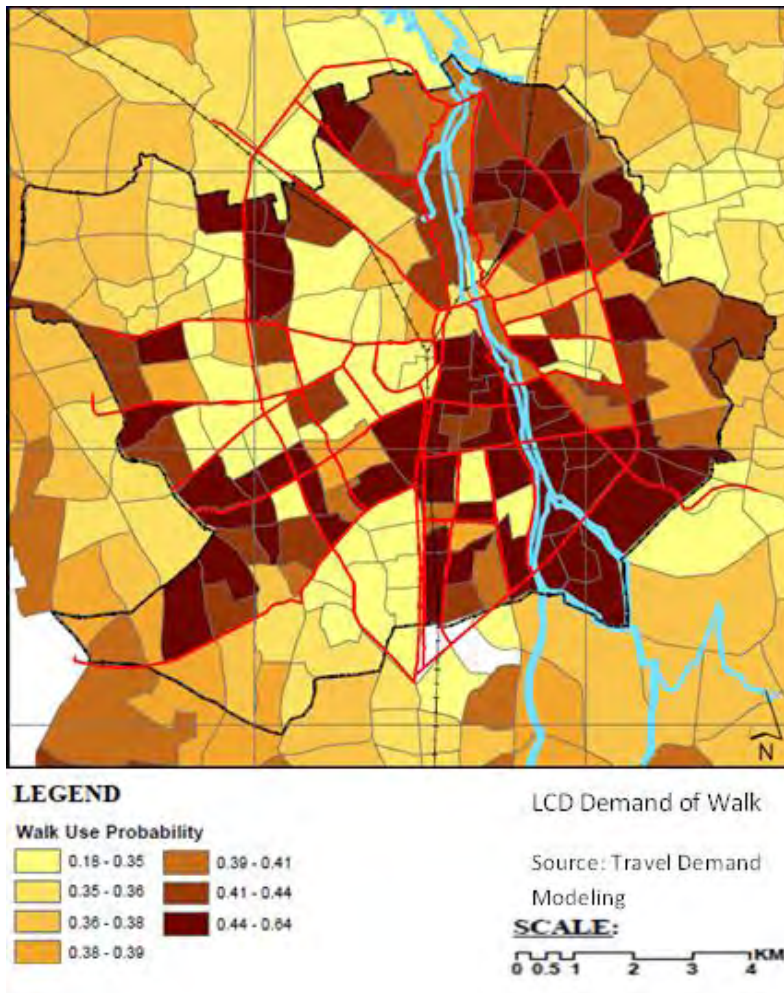 N
LEGEND
Walk Use Probability
0.18 - 0.35
0.35 - 0.36
0.36 - 0.38
0.38 - 0.39
0.39 - 0.41
0.41 - 0.44
0.44 - 0.64
LCD Demand of Walk
Source: Travel Demand
Modeling
SCALE:
KM
0 0.5 1 2 3 4